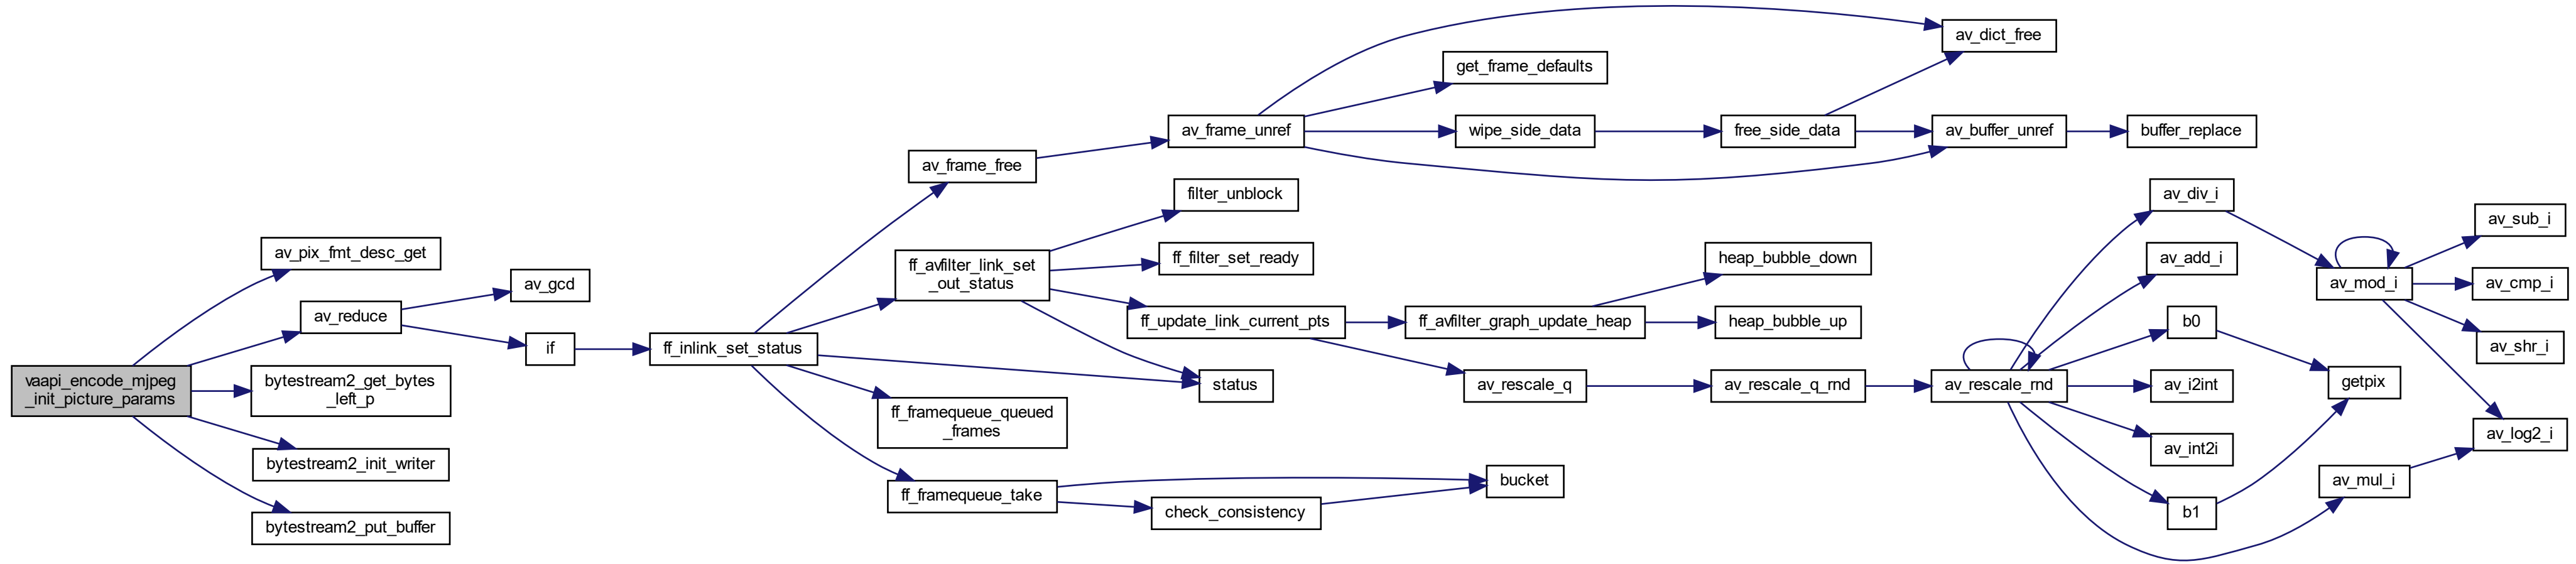 vaapi_encode_mjpeg
_init_picture_params
av_pix_fmt_desc_get
av_reduce
bytestream2_get_bytes
_left_p
bytestream2_init_writer
bytestream2_put_buffer
av_gcd
if
ff_inlink_set_status
av_frame_free
ff_avfilter_link_set
_out_status
ff_framequeue_queued
_frames
ff_framequeue_take
av_frame_unref
filter_unblock
ff_filter_set_ready
ff_update_link_current_pts
status
check_consistency
bucket
get_frame_defaults
wipe_side_data
ff_avfilter_graph_update_heap
av_rescale_q
free_side_data
heap_bubble_down
heap_bubble_up
av_rescale_q_rnd
av_dict_free
av_buffer_unref
av_rescale_rnd
buffer_replace
av_div_i
av_add_i
b0
av_i2int
av_int2i
b1
av_mod_i
getpix
av_mul_i
av_sub_i
av_cmp_i
av_shr_i
av_log2_i